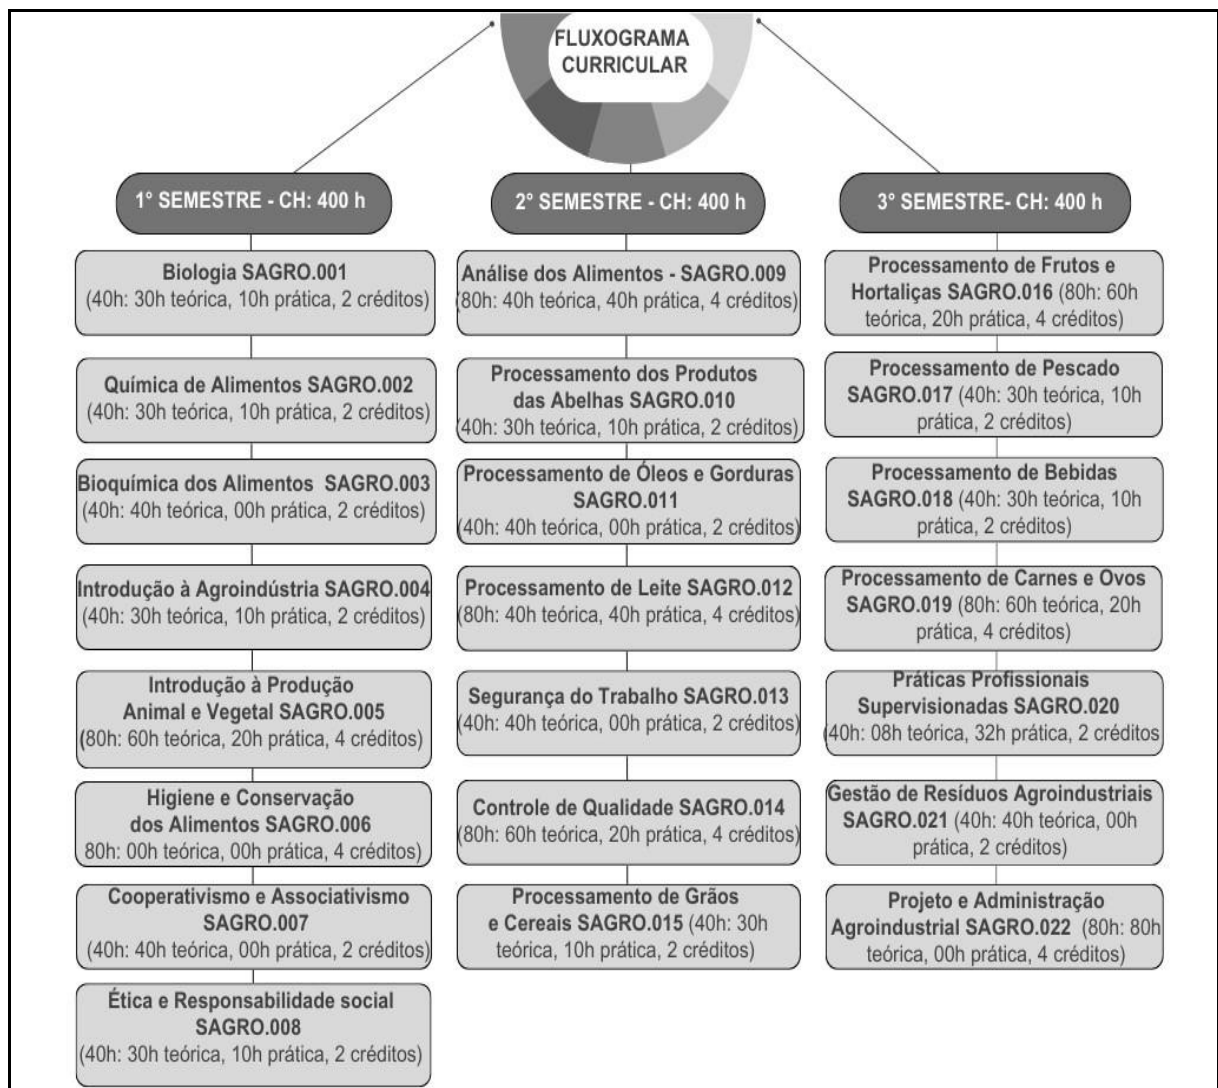 FLUXOGRAMA
CURRICULAR
1° SEMESTRE - CH: 400 h
Biologia SAGRO.001
(40h: 30h teórica, 10h prática, 2 créditos)
Química de Alimentos SAGRO.002
(40h: 30h teórica, 10h prática, 2 créditos)
Bioquímica dos Alimentos SAGRO.003
(40h: 40h teórica, 00h prática, 2 créditos)
Introdução à Agroindústria SAGRO.004
(40h: 30h teórica, 10h prática, 2 créditos)
Introdução à Produção
Animal e Vegetal SAGRO.005
(80h: 60h teórica, 20h prática, 4 créditos)
Higiene e Conservação
dos Alimentos SAGRO.006
80h: 00h teórica, 00h prática, 4 créditos)
Cooperativismo e Associativismo
SAGRO.007
(40h: 40h teórica, 00h prática, 2 créditos)
Ética e Responsabilidade social
SAGRO.008
(40h: 30h teórica, 10h prática, 2 créditos)
2° SEMESTRE - CH: 400 h
Análise dos Alimentos - SAGRO.009
(80h: 40h teórica, 40h prática, 4 créditos)
Processamento dos Produtos
das Abelhas SAGRO.010
(40h: 30h teórica, 10h prática, 2 créditos)
Processamento de Óleos e Gorduras
SAGRO.011
(40h: 40h teórica, 00h prática, 2 créditos)
Processamento de Leite SAGRO.012
(80h: 40h teórica, 40h prática, 4 créditos)
Segurança do Trabalho SAGRO.013
(40h: 40h teórica, 00h prática, 2 créditos)
Controle de Qualidade SAGRO.014
(80h: 60h teórica, 20h prática, 4 créditos)
Processamento de Grãos
e Cereais SAGRO.015 (40h: 30h
teórica, 10h prática, 2 créditos)
3° SEMESTRE- CH: 400 h
Processamento de Frutos e
Hortaliças SAGRO.016 (80h: 60h
teórica, 20h prática, 4 créditos)
Processamento de Pescado
SAGRO.017 (40h: 30h teórica, 10h
prática, 2 créditos)
Processamento de Bebidas
SAGRO.018 (40h: 30h teórica, 10h
prática, 2 créditos)
Processamento de Carnes e Ovos
SAGRO.019 (80h: 60h teórica, 20h
prática, 4 créditos)
Práticas Profissionais
Supervisionadas SAGRO.020
(40h: 08h teórica, 32h prática, 2 créditos
Gestão de Resíduos Agroindustriais
SAGRO.021 (40h: 40h teórica, 00h
prática, 2 créditos)
Projeto e Administração
Agroindustrial SAGRO.022 (80h: 80h
teórica, 00h prática, 4 créditos)